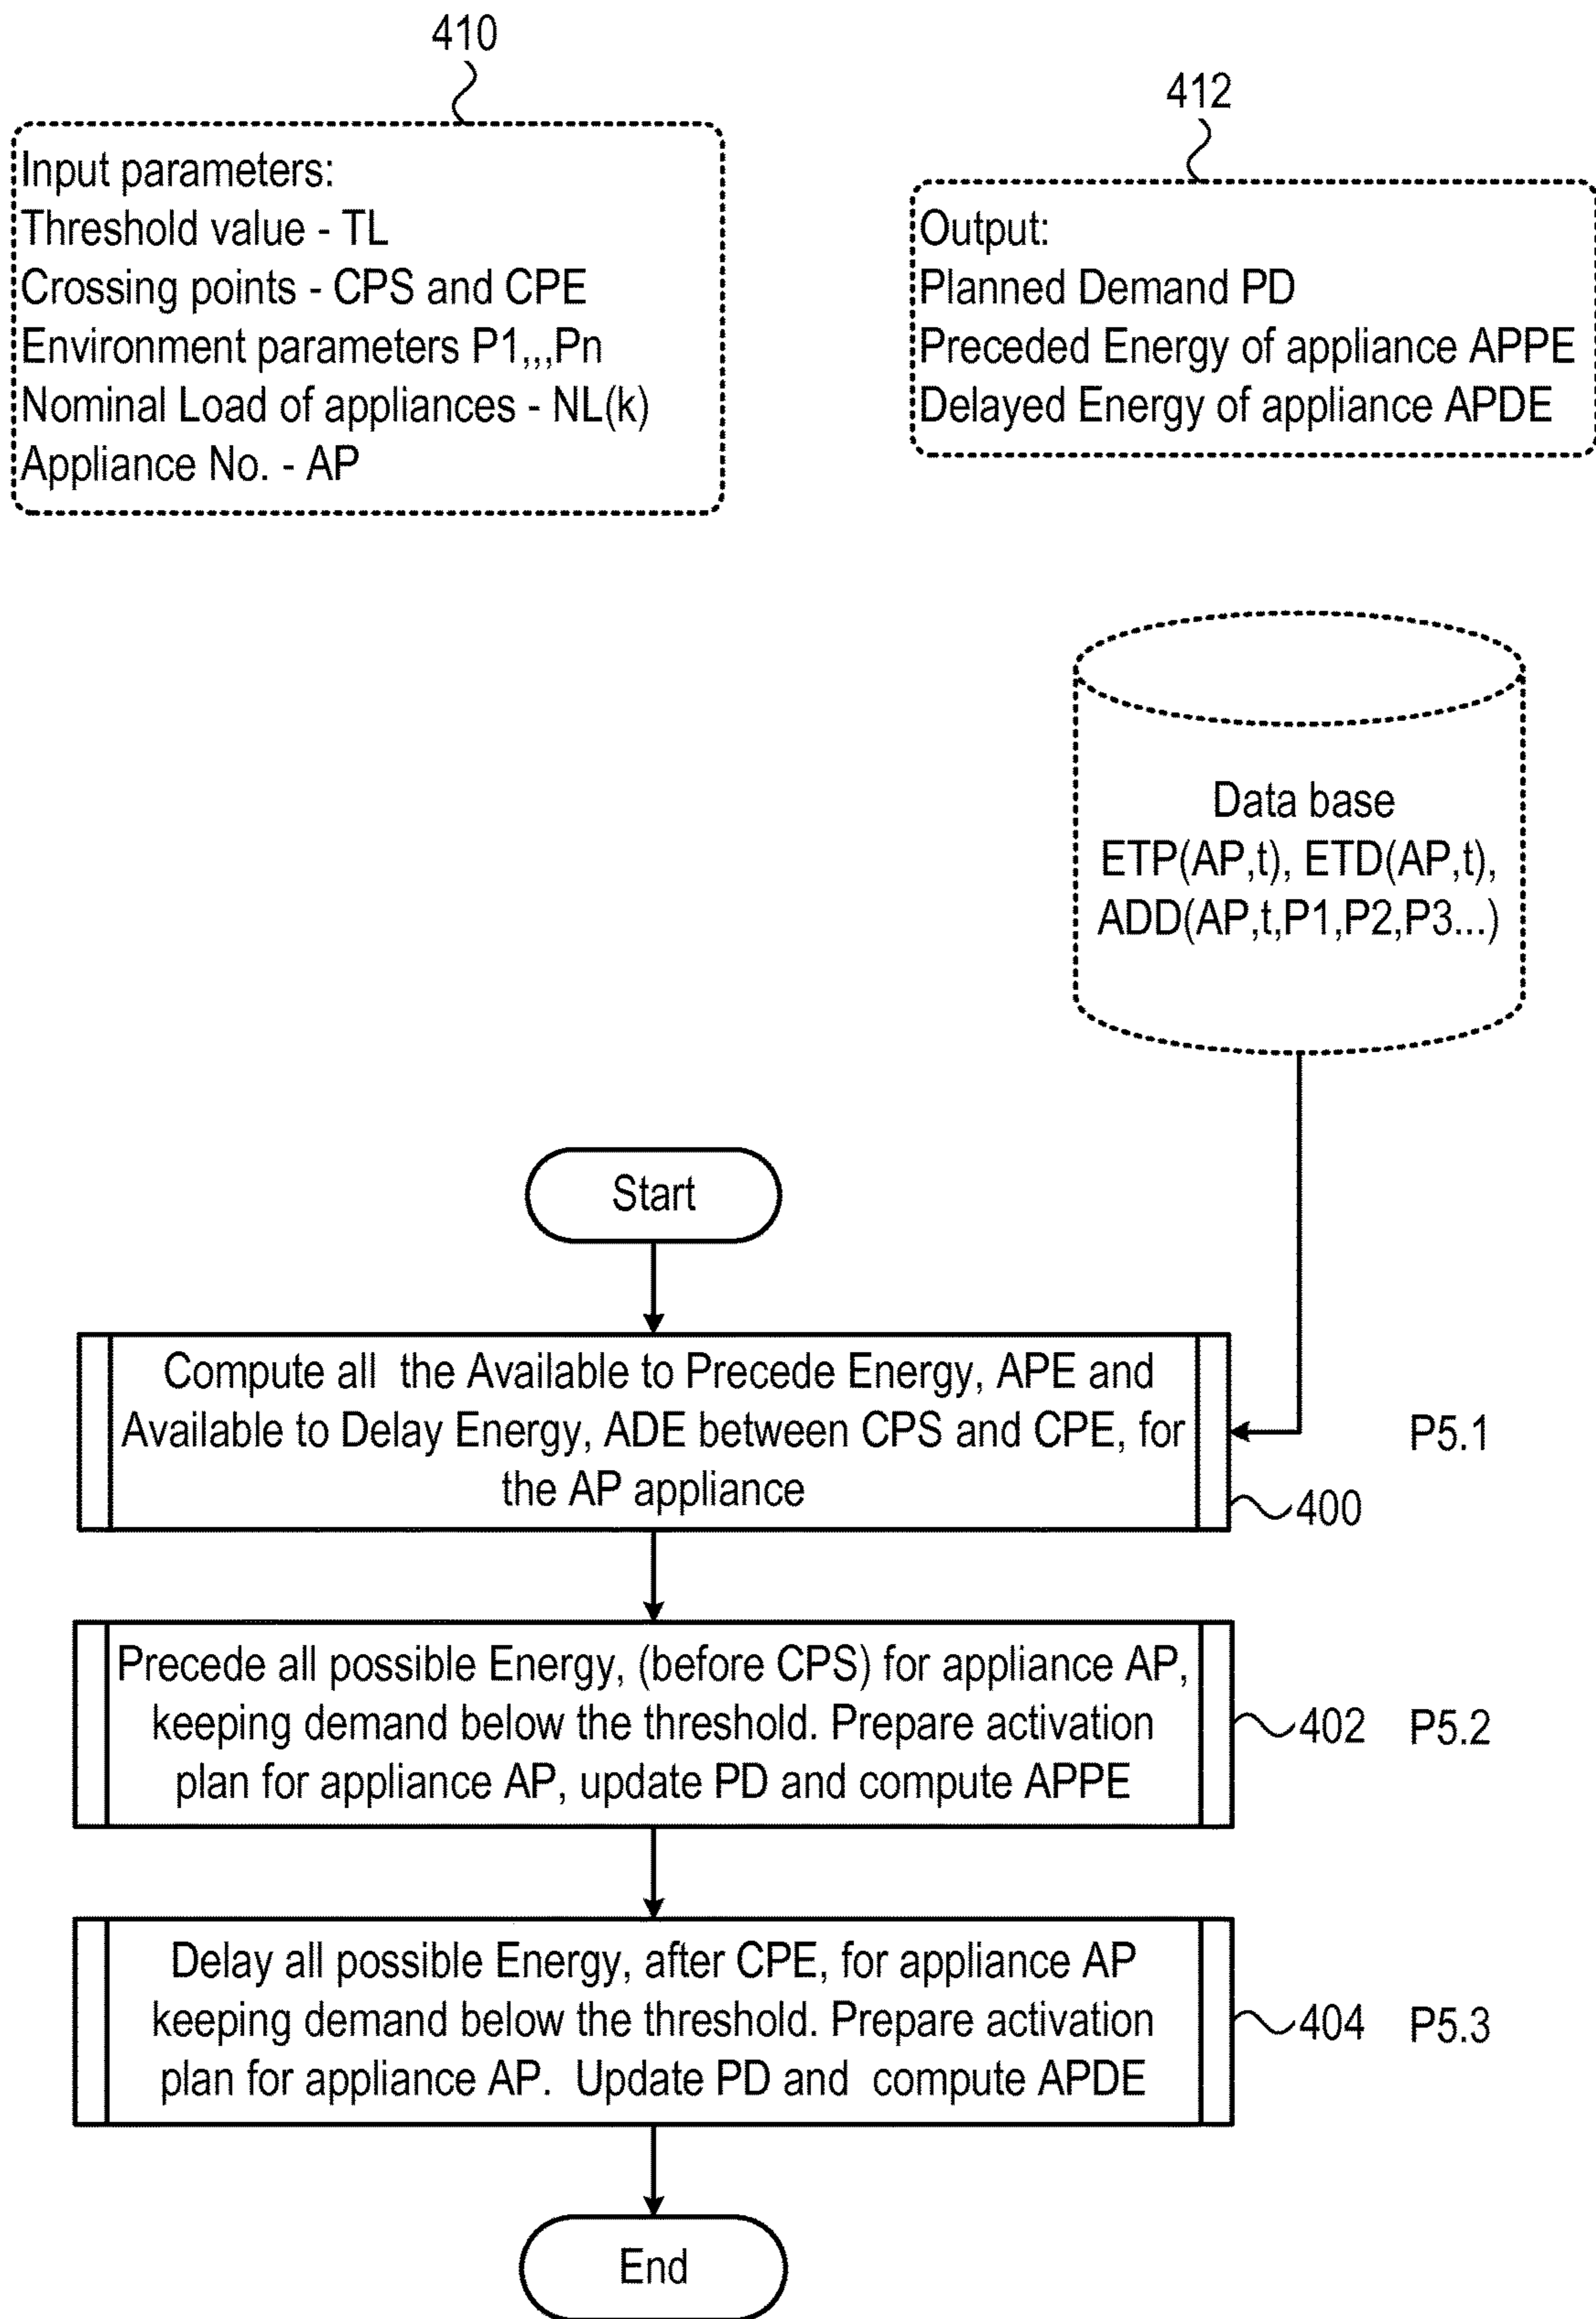 410
Input parameters:
Threshold value - TL
Crossing points - CPS and CPE
Environment parameters P1,,,Pn
Nominal Load of appliances - NL(k)
Appliance No. - AP
412
Output:
Planned Demand PD
Preceded Energy of appliance APPE
Delayed Energy of appliance APDE
Data base
ETP(AP,t), ETD(AP,t),
ADD(AP,t,P1,P2,P3...)
Start
Compute all the Available to Precede Energy, APE and
Available to Delay Energy, ADE between CPS and CPE, for
the AP appliance
P5.1
400
Precede all possible Energy, (before CPS) for appliance AP,
keeping demand below the threshold. Prepare activation
plan for appliance AP, update PD and compute APPE
402
P5.2
Delay all possible Energy, after CPE, for appliance AP
keeping demand below the threshold. Prepare activation
plan for appliance AP. Update PD and compute APDE
404
P5.3
End